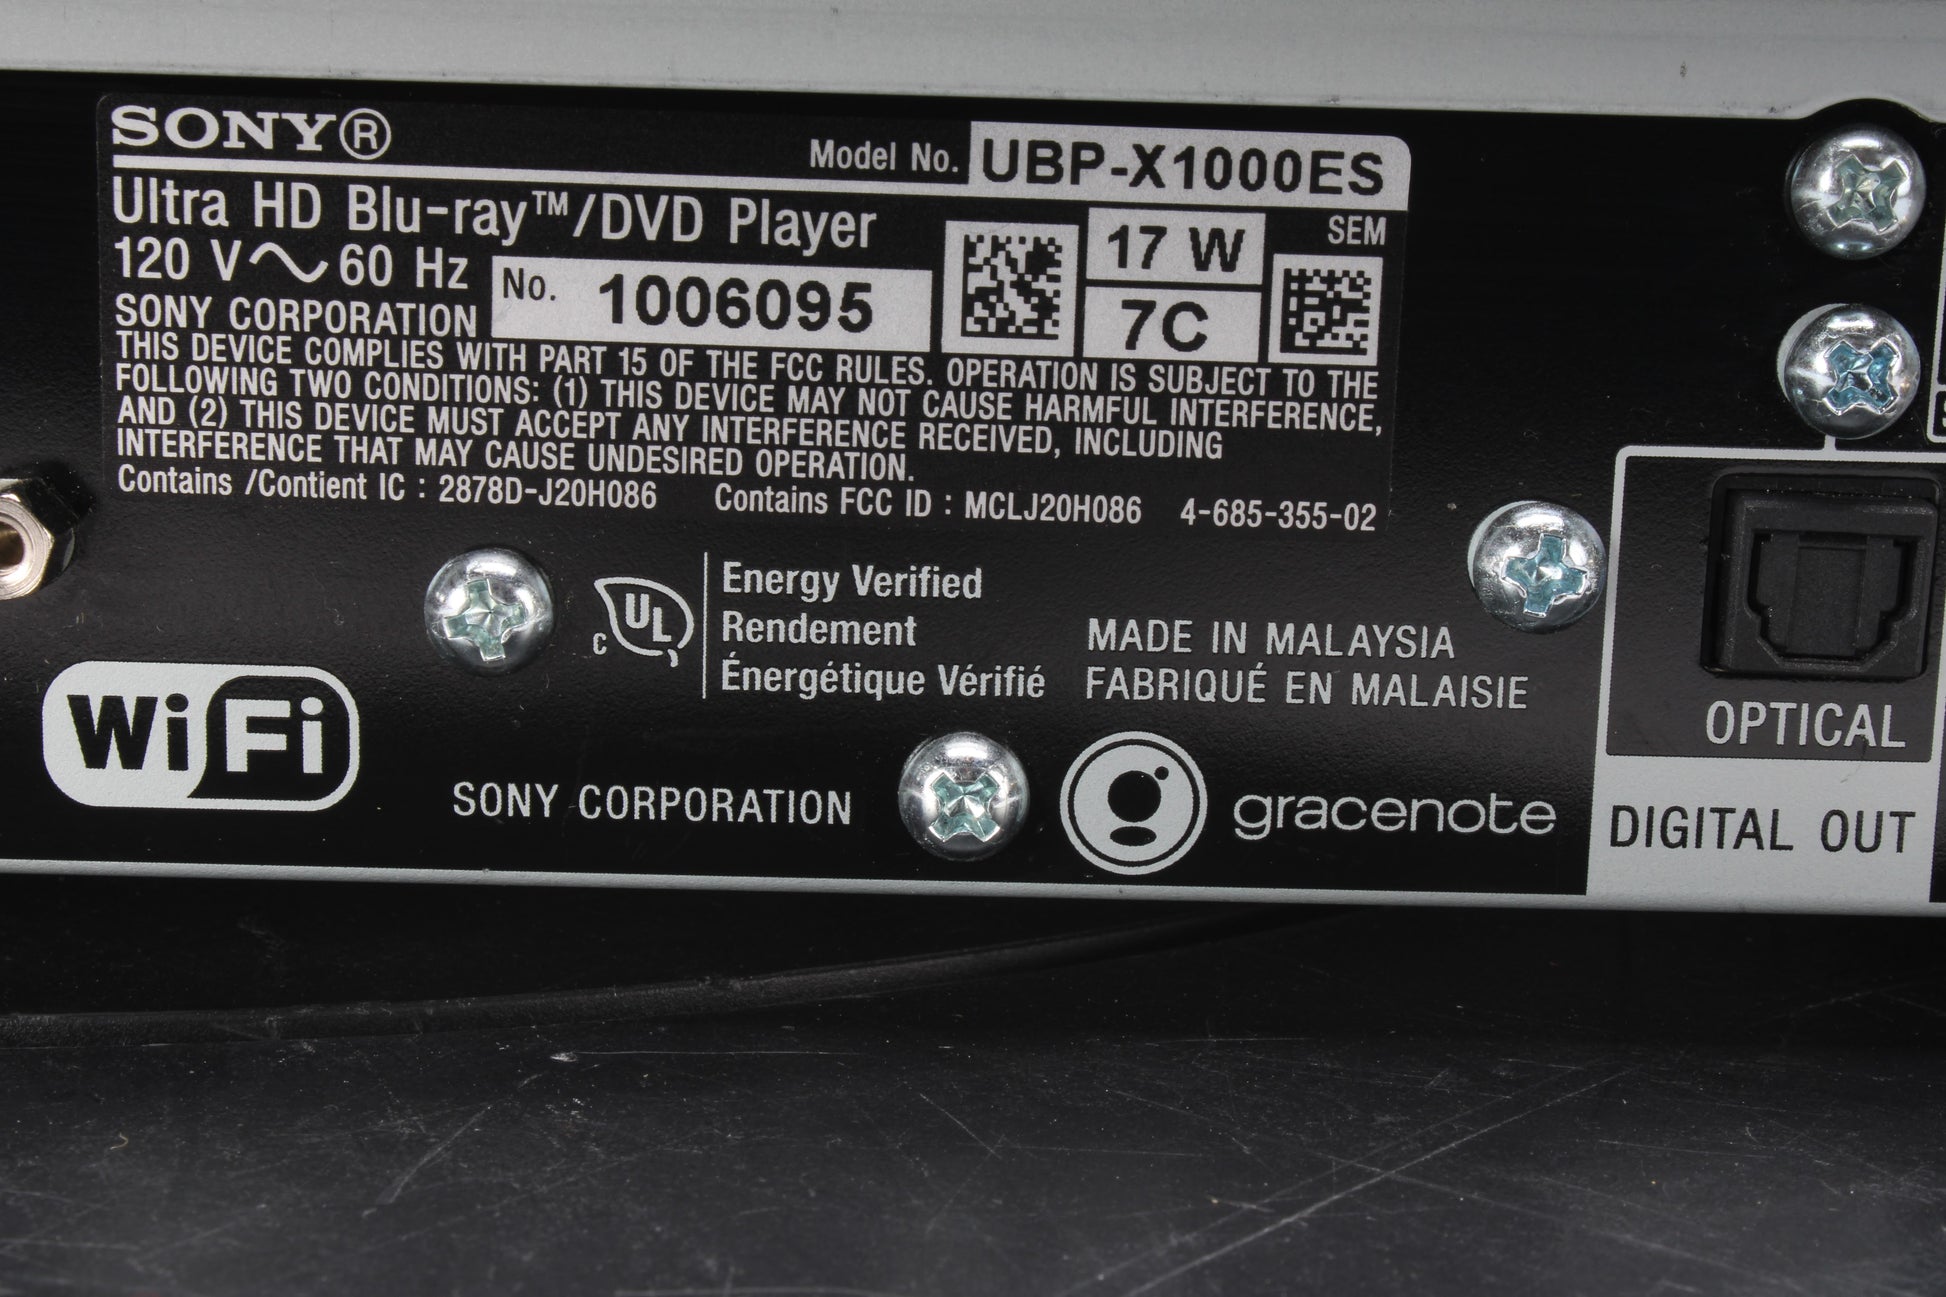 SONY®
Model No. UBP-X1000ES
Ultra HD Blu-ray™/DVD Player
SEM
120 V~60 Hz
No. 1006095
17 W
7C
SONY CORPORATION
THIS DEVICE COMPLIES WITH PART 15 OF THE FCC RULES. OPERATION IS SUBJECT TO THE
FOLLOWING TWO CONDITIONS: (1) THIS DEVICE MAY NOT CAUSE HARMFUL INTERFERENCE,
AND (2) THIS DEVICE MUST ACCEPT ANY INTERFERENCE RECEIVED, INCLUDING
INTERFERENCE THAT MAY CAUSE UNDESIRED OPERATION.
Contains /Contient IC : 2878D-J20H086 Contains FCC ID : MCLJ20H086 4-685-355-02
c UL
Energy Verified
Rendement
Énergétique Vérifié
MADE IN MALAYSIA
FABRIQUÉ EN MALAISIE
WiFi
SONY CORPORATION
gracenote
OPTICAL
DIGITAL OUT